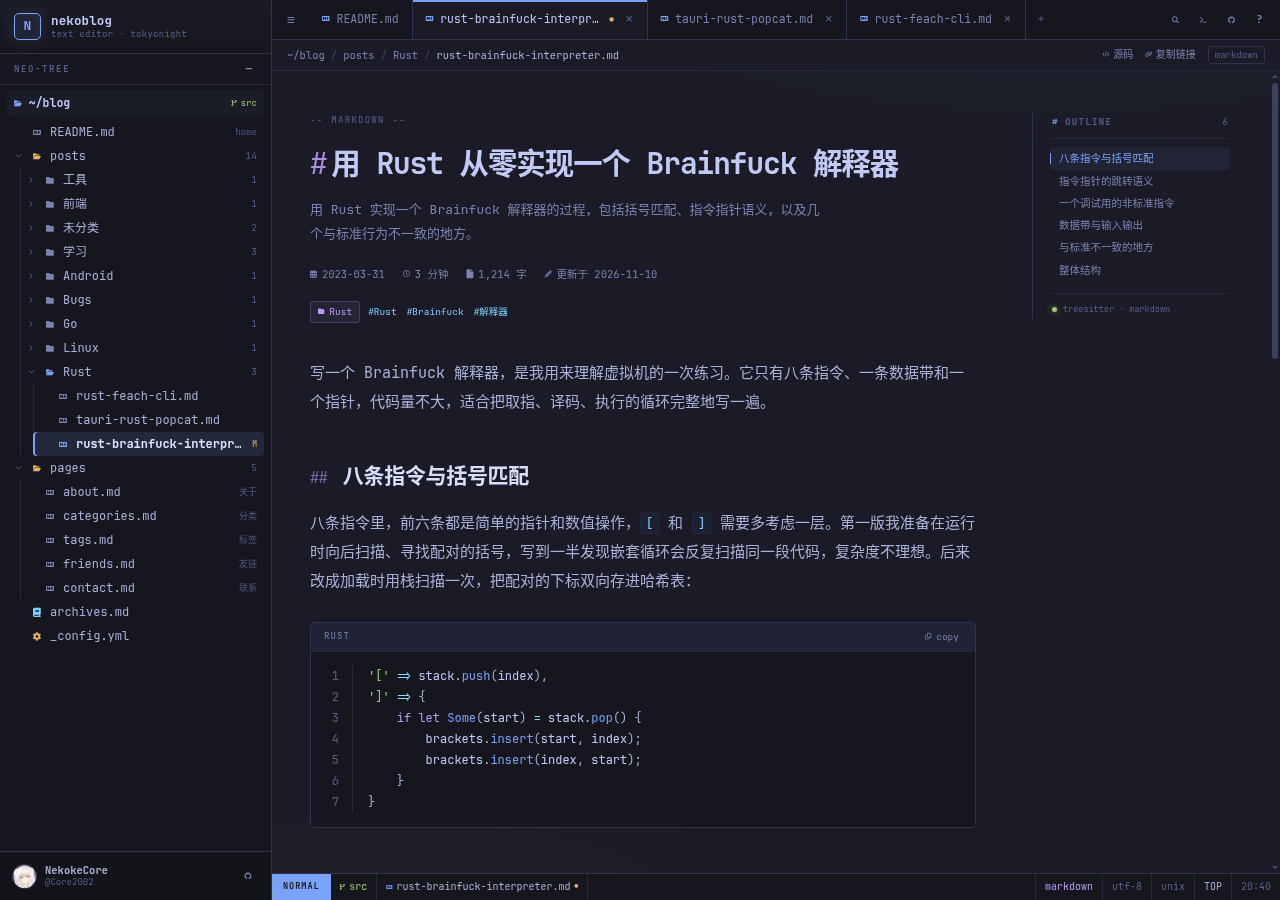 N nekoblog
text editor · tokyonight
NEO-TREE
~/blog src
README.md home
posts 14
工具 1
前端 1
未分类 2
学习 3
Android 1
Bugs 1
Go 1
Linux 1
Rust 3
rust-feach-cli.md
tauri-rust-popcat.md
rust-brainfuck-interpr… M
pages 5
about.md 关于
categories.md 分类
tags.md 标签
friends.md 友链
contact.md 联系
archives.md
_config.yml
NekokeCore
@Core2002
README.md rust-brainfuck-interpr… ● × tauri-rust-popcat.md × rust-feach-cli.md × + ?
~/blog / posts / Rust / rust-brainfuck-interpreter.md 源码 复制链接 markdown
-- MARKDOWN --
#用 Rust 从零实现一个 Brainfuck 解释器
用 Rust 实现一个 Brainfuck 解释器的过程，包括括号匹配、指令指针语义，以及几
个与标准行为不一致的地方。
2023-03-31 3 分钟 1,214 字 更新于 2026-11-10
Rust #Rust #Brainfuck #解释器
写一个 Brainfuck 解释器，是我用来理解虚拟机的一次练习。它只有八条指令、一条数据带和一
个指针，代码量不大，适合把取指、译码、执行的循环完整地写一遍。
## 八条指令与括号匹配
八条指令里，前六条都是简单的指针和数值操作，[ 和 ] 需要多考虑一层。第一版我准备在运行
时向后扫描、寻找配对的括号，写到一半发现嵌套循环会反复扫描同一段代码，复杂度不理想。后来
改成加载时用栈扫描一次，把配对的下标双向存进哈希表：
RUST copy
1 '[' => stack.push(index),
2 ']' => {
3     if let Some(start) = stack.pop() {
4         brackets.insert(start, index);
5         brackets.insert(index, start);
6     }
7 }
# OUTLINE 6
八条指令与括号匹配
指令指针的跳转语义
一个调试用的非标准指令
数据带与输入输出
与标准不一致的地方
整体结构
treesitter · markdown
NORMAL src rust-brainfuck-interpreter.md ● markdown utf-8 unix TOP 20:40